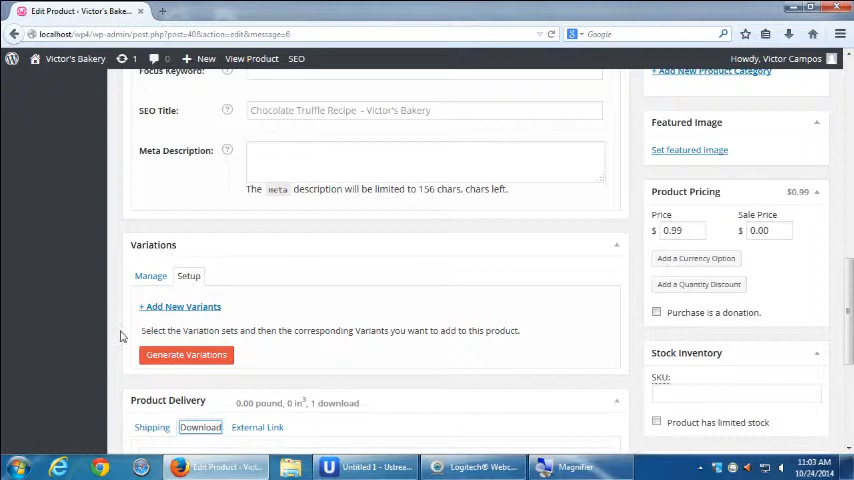 Edit Product ‹ Victor's Bakery...
Victor's B...
localhost/wp4/wp-admin/post.php?post=40&action=edit&message=6
Google
Victor's Bakery
1
0
New
View Product
SEO
Howdy, Victor Campos
Focus Keyword:
+ Add New Product Category
SEO Title:
Chocolate Truffle Recipe - Victor's Bakery
Featured Image
Meta Description:
Set featured image
The meta description will be limited to 156 chars, chars left.
Product Pricing
$0.99
Price
Sale Price
$ 0.99
$ 0.00
Variations
Add a Currency Option
Manage
Setup
Add a Quantity Discount
+ Add New Variants
Purchase is a donation.
Select the Variation sets and then the corresponding Variants you want to add to this product.
Generate Variations
Stock Inventory
SKU:
Product Delivery
0.00 pound, 0 in3, 1 download
Product has limited stock
Shipping
Download
External Link
Edit Product ‹ Vict...
Untitled 1 - Ustrea...
Logitech® Webc...
Magnifier
11:03 AM
10/24/2014